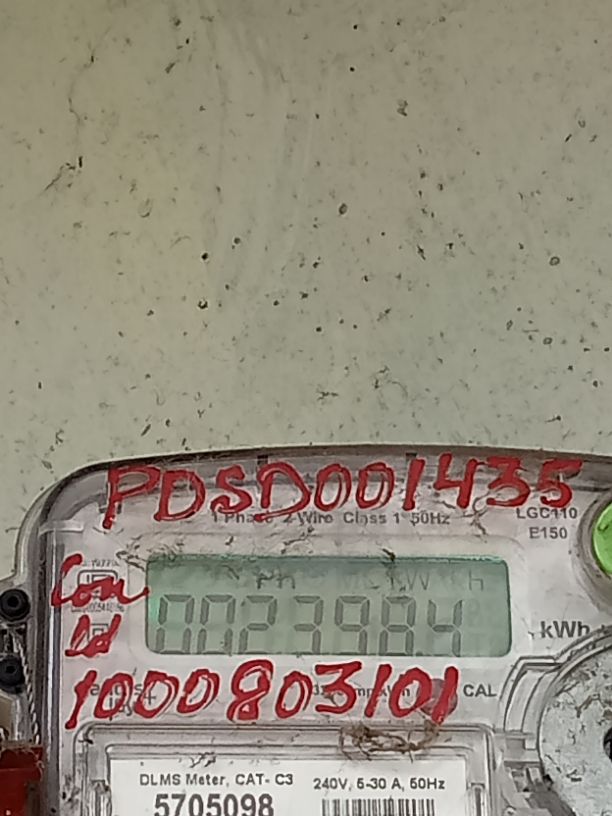 PDSD001435
1 Phase 2 Wire Class 1 50Hz
LGC110
E150
Con
002398.4
kWh
Id
1000803101
CAL
DLMS Meter, CAT- C3 240V, 5-30 A, 50Hz
5705098